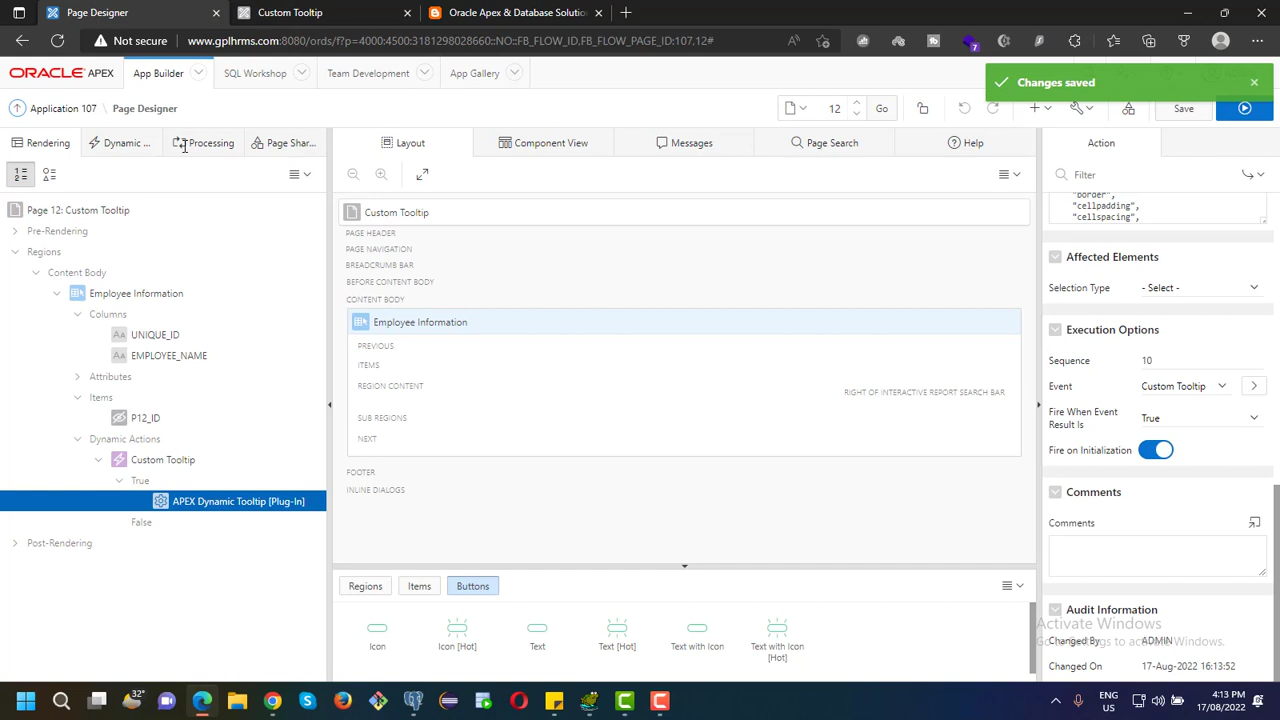 Page Designer
Custom Tooltip
Oracle Apex & Database Solution
Not secure
www.gplhrms.com:8080/ords/f?p=4000:4500:3181298028660::NO::FB_FLOW_ID,FB_FLOW_PAGE_ID:107,12#
7
ORACLE APEX
App Builder
SQL Workshop
Team Development
App Gallery
Changes saved
Application 107
/
Page Designer
12
Go
Save
Rendering
Dynamic ...
Processing
Page Shar...
Layout
Component View
Messages
Page Search
Help
Action
Filter
Page 12: Custom Tooltip
Pre-Rendering
Regions
Content Body
Employee Information
Columns
UNIQUE_ID
EMPLOYEE_NAME
Attributes
Items
P12_ID
Dynamic Actions
Custom Tooltip
True
APEX Dynamic Tooltip [Plug-In]
False
Post-Rendering
Custom Tooltip
PAGE HEADER
PAGE NAVIGATION
BREADCRUMB BAR
BEFORE CONTENT BODY
CONTENT BODY
Employee Information
PREVIOUS
ITEMS
REGION CONTENT
RIGHT OF INTERACTIVE REPORT SEARCH BAR
SUB REGIONS
NEXT
FOOTER
INLINE DIALOGS
Regions
Items
Buttons
Icon
Icon [Hot]
Text
Text [Hot]
Text with Icon
Text with Icon
[Hot]
"border",
"cellpadding",
"cellspacing",
Affected Elements
Selection Type
- Select -
Execution Options
Sequence
10
Event
Custom Tooltip
Fire When Event
Result Is
True
Fire on Initialization
Comments
Comments
Audit Information
Activate Windows
Changed By
ADMIN
Go to Settings to activate Windows.
Changed On
17-Aug-2022 16:13:52
32°
ENG
US
4:13 PM
17/08/2022